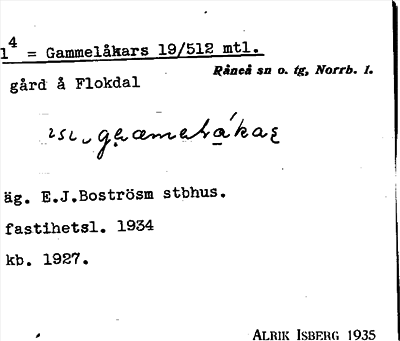 1⁴ = Gammelåkars 19/512 mtl.
Råneå sn o. tg, Norrb. l.
gård å Flokdal
äg. E.J.Boströsm stbhus.
fastihetsl. 1934
kb. 1927.
ALRIK ISBERG 1935